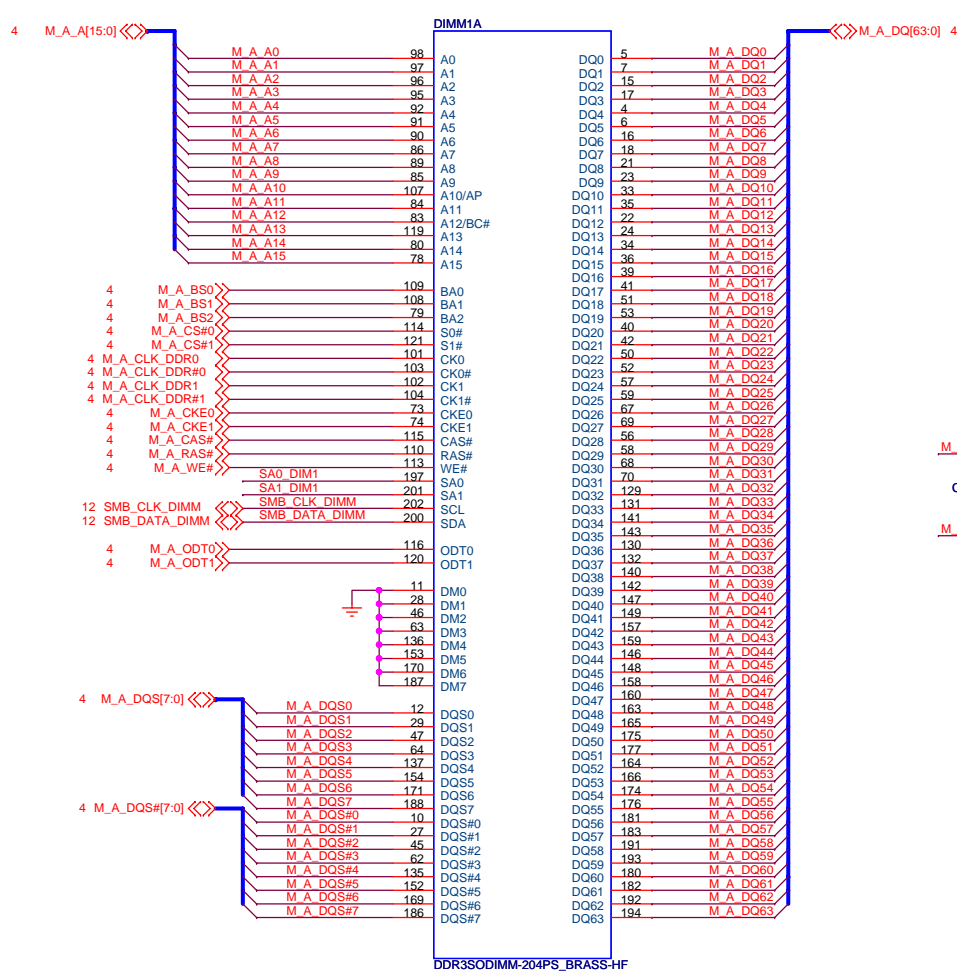 DIMM1A
4 M_A_A[15:0]
M_A_A0 98 A0
M_A_A1 97 A1
M_A_A2 96 A2
M_A_A3 95 A3
M_A_A4 92 A4
M_A_A5 91 A5
M_A_A6 90 A6
M_A_A7 86 A7
M_A_A8 89 A8
M_A_A9 85 A9
M_A_A10 107 A10/AP
M_A_A11 84 A11
M_A_A12 83 A12/BC#
M_A_A13 119 A13
M_A_A14 80 A14
M_A_A15 78 A15
4 M_A_BS0 109 BA0
4 M_A_BS1 108 BA1
4 M_A_BS2 79 BA2
4 M_A_CS#0 114 S0#
4 M_A_CS#1 121 S1#
4 M_A_CLK_DDR0 101 CK0
4 M_A_CLK_DDR#0 103 CK0#
4 M_A_CLK_DDR1 102 CK1
4 M_A_CLK_DDR#1 104 CK1#
4 M_A_CKE0 73 CKE0
4 M_A_CKE1 74 CKE1
4 M_A_CAS# 115 CAS#
4 M_A_RAS# 110 RAS#
4 M_A_WE# 113 WE#
SA0_DIM1 197 SA0
SA1_DIM1 201 SA1
12 SMB_CLK_DIMM SMB_CLK_DIMM 202 SCL
12 SMB_DATA_DIMM SMB_DATA_DIMM 200 SDA
4 M_A_ODT0 116 ODT0
4 M_A_ODT1 120 ODT1
11 DM0
28 DM1
46 DM2
63 DM3
136 DM4
153 DM5
170 DM6
187 DM7
4 M_A_DQS[7:0]
M_A_DQS0 12 DQS0
M_A_DQS1 29 DQS1
M_A_DQS2 47 DQS2
M_A_DQS3 64 DQS3
M_A_DQS4 137 DQS4
M_A_DQS5 154 DQS5
M_A_DQS6 171 DQS6
M_A_DQS7 188 DQS7
4 M_A_DQS#[7:0]
M_A_DQS#0 10 DQS#0
M_A_DQS#1 27 DQS#1
M_A_DQS#2 45 DQS#2
M_A_DQS#3 62 DQS#3
M_A_DQS#4 135 DQS#4
M_A_DQS#5 152 DQS#5
M_A_DQS#6 169 DQS#6
M_A_DQS#7 186 DQS#7
M_A_DQ[63:0] 4
DQ0 5 M_A_DQ0
DQ1 7 M_A_DQ1
DQ2 15 M_A_DQ2
DQ3 17 M_A_DQ3
DQ4 4 M_A_DQ4
DQ5 6 M_A_DQ5
DQ6 16 M_A_DQ6
DQ7 18 M_A_DQ7
DQ8 21 M_A_DQ8
DQ9 23 M_A_DQ9
DQ10 33 M_A_DQ10
DQ11 35 M_A_DQ11
DQ12 22 M_A_DQ12
DQ13 24 M_A_DQ13
DQ14 34 M_A_DQ14
DQ15 36 M_A_DQ15
DQ16 39 M_A_DQ16
DQ17 41 M_A_DQ17
DQ18 51 M_A_DQ18
DQ19 53 M_A_DQ19
DQ20 40 M_A_DQ20
DQ21 42 M_A_DQ21
DQ22 50 M_A_DQ22
DQ23 52 M_A_DQ23
DQ24 57 M_A_DQ24
DQ25 59 M_A_DQ25
DQ26 67 M_A_DQ26
DQ27 69 M_A_DQ27
DQ28 56 M_A_DQ28
DQ29 58 M_A_DQ29
DQ30 68 M_A_DQ30
DQ31 70 M_A_DQ31
DQ32 129 M_A_DQ32
DQ33 131 M_A_DQ33
DQ34 141 M_A_DQ34
DQ35 143 M_A_DQ35
DQ36 130 M_A_DQ36
DQ37 132 M_A_DQ37
DQ38 140 M_A_DQ38
DQ39 142 M_A_DQ39
DQ40 147 M_A_DQ40
DQ41 149 M_A_DQ41
DQ42 157 M_A_DQ42
DQ43 159 M_A_DQ43
DQ44 146 M_A_DQ44
DQ45 148 M_A_DQ45
DQ46 158 M_A_DQ46
DQ47 160 M_A_DQ47
DQ48 163 M_A_DQ48
DQ49 165 M_A_DQ49
DQ50 175 M_A_DQ50
DQ51 177 M_A_DQ51
DQ52 164 M_A_DQ52
DQ53 166 M_A_DQ53
DQ54 174 M_A_DQ54
DQ55 176 M_A_DQ55
DQ56 181 M_A_DQ56
DQ57 183 M_A_DQ57
DQ58 191 M_A_DQ58
DQ59 193 M_A_DQ59
DQ60 180 M_A_DQ60
DQ61 182 M_A_DQ61
DQ62 192 M_A_DQ62
DQ63 194 M_A_DQ63
DDR3SODIMM-204PS_BRASS-HF